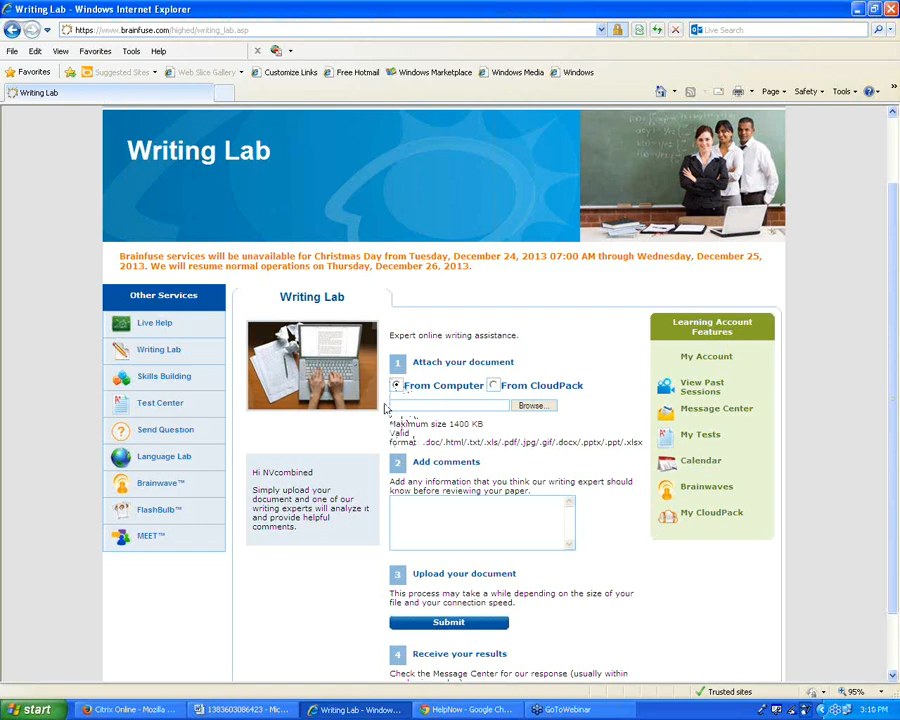 Writing Lab - Windows Internet Explorer
https://www.brainfuse.com/highed/writing_lab.asp
Live Search
File Edit View Favorites Tools Help
Favorites Suggested Sites Web Slice Gallery Customize Links Free Hotmail Windows Marketplace Windows Media Windows
Writing Lab
Page Safety Tools
Writing Lab
Brainfuse services will be unavailable for Christmas Day from Tuesday, December 24, 2013 07:00 AM through Wednesday, December 25,
2013. We will resume normal operations on Thursday, December 26, 2013.
Other Services
Live Help
Writing Lab
Skills Building
Test Center
Send Question
Language Lab
Brainwave™
FlashBulb™
MEET™
Writing Lab
Hi NVcombined
Simply upload your
document and one of our
writing experts will analyze it
and provide helpful
comments.
Expert online writing assistance.
1 Attach your document
From Computer From CloudPack
Browse...
Maximum size 1400 KB
Valid
format .doc/.html/.txt/.xls/.pdf/.jpg/.gif/.docx/.pptx/.ppt/.xlsx
2 Add comments
Add any information that you think our writing expert should
know before reviewing your paper.
3 Upload your document
This process may take a while depending on the size of your
file and your connection speed.
Submit
4 Receive your results
Check the Message Center for our response (usually within
Learning Account
Features
My Account
View Past
Sessions
Message Center
My Tests
Calendar
Brainwaves
My CloudPack
Trusted sites
95%
start
Citrix Online - Mozilla ...
1383603086423 - Mic...
Writing Lab - Window...
HelpNow - Google Ch...
GoToWebinar
3:10 PM